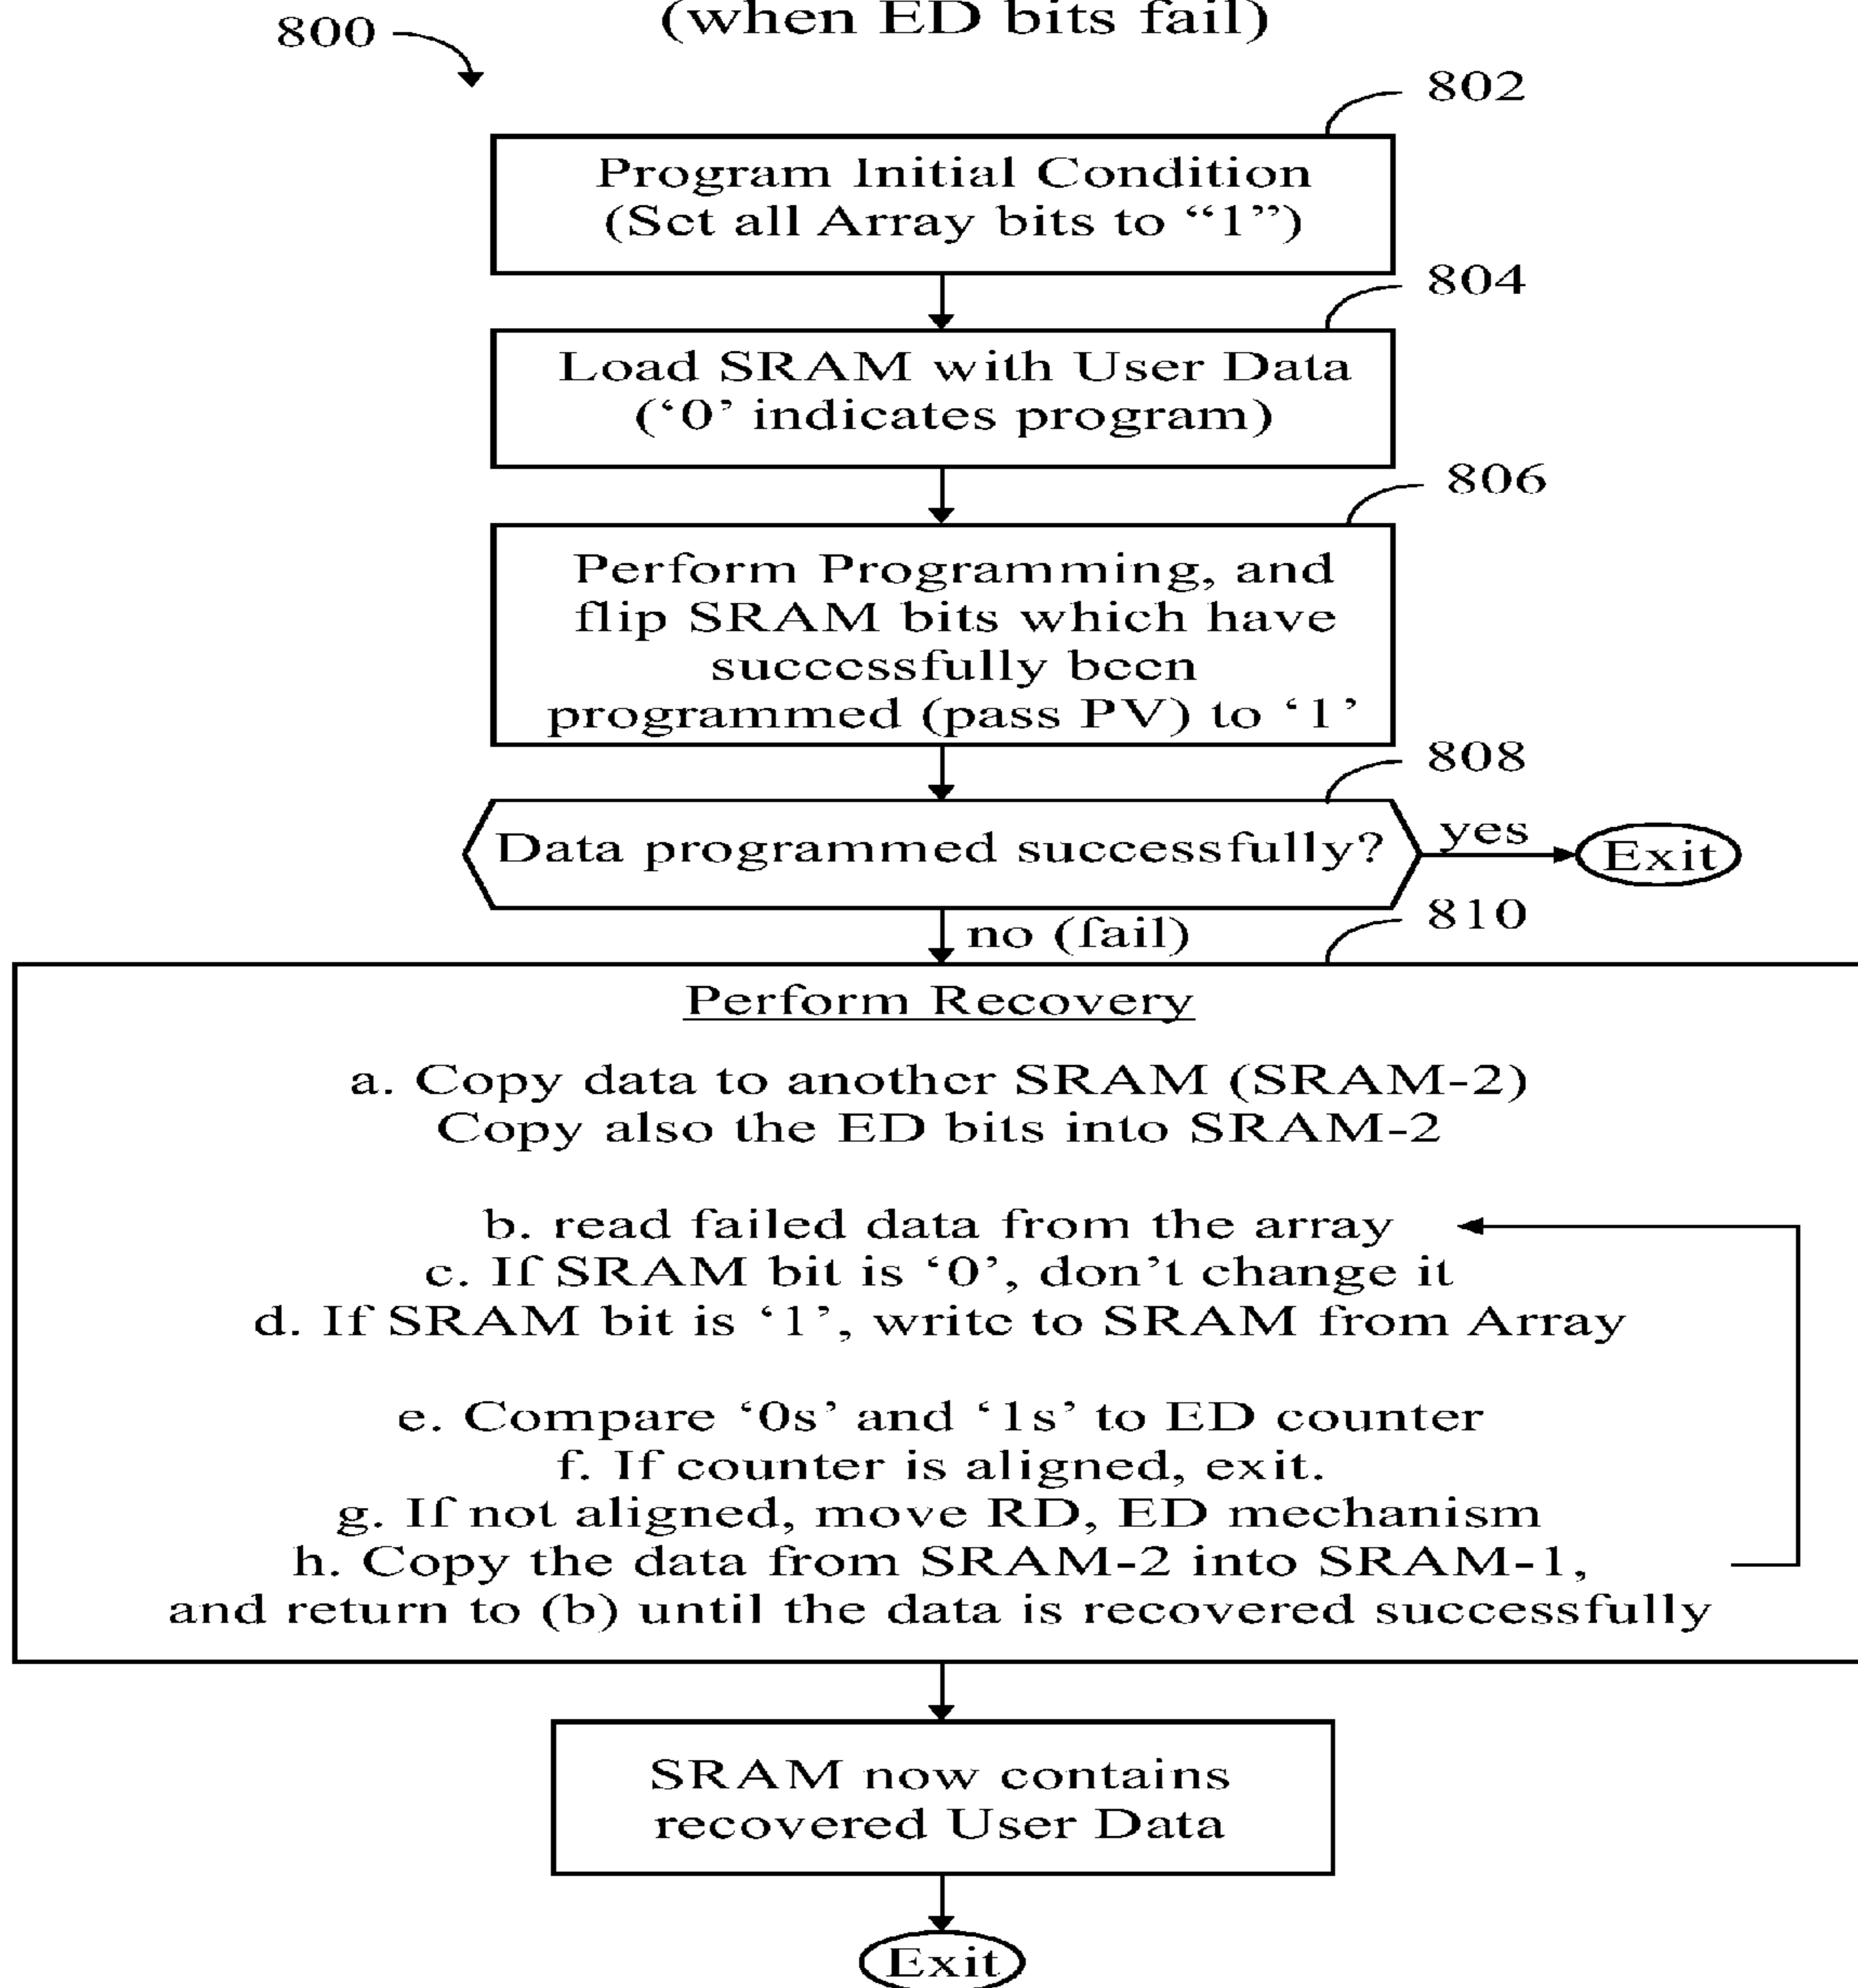 (when ED bits fail)
800
802
Program Initial Condition
(Set all Array bits to “1”)
804
Load SRAM with User Data
(‘0’ indicates program)
806
Perform Programming, and
flip SRAM bits which have
successfully been
programmed (pass PV) to ‘1’
808
Data programmed successfully?
yes
Exit
no (fail)
810
Perform Recovery
a. Copy data to another SRAM (SRAM-2)
Copy also the ED bits into SRAM-2
b. read failed data from the array
c. If SRAM bit is ‘0’, don’t change it
d. If SRAM bit is ‘1’, write to SRAM from Array
e. Compare ‘0s’ and ‘1s’ to ED counter
f. If counter is aligned, exit.
g. If not aligned, move RD, ED mechanism
h. Copy the data from SRAM-2 into SRAM-1,
and return to (b) until the data is recovered successfully
SRAM now contains
recovered User Data
Exit